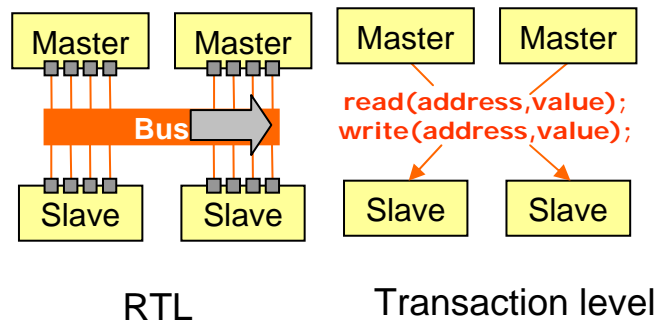 Master Master Master Master
read(address,value);
Bus write(address,value);
Slave Slave Slave Slave
RTL Transaction level